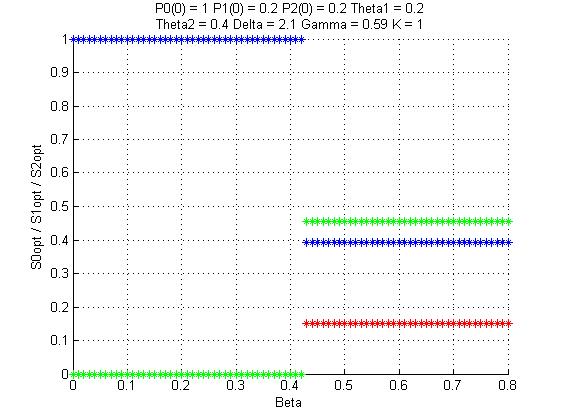 P0(0) = 1 P1(0) = 0.2 P2(0) = 0.2 Theta1 = 0.2
Theta2 = 0.4 Delta = 2.1 Gamma = 0.59 K = 1
1
0.9
0.8
0.7
0.6
0.5
0.4
0.3
0.2
0.1
0
S0opt / S1opt / S2opt
0 0.1 0.2 0.3 0.4 0.5 0.6 0.7 0.8
Beta